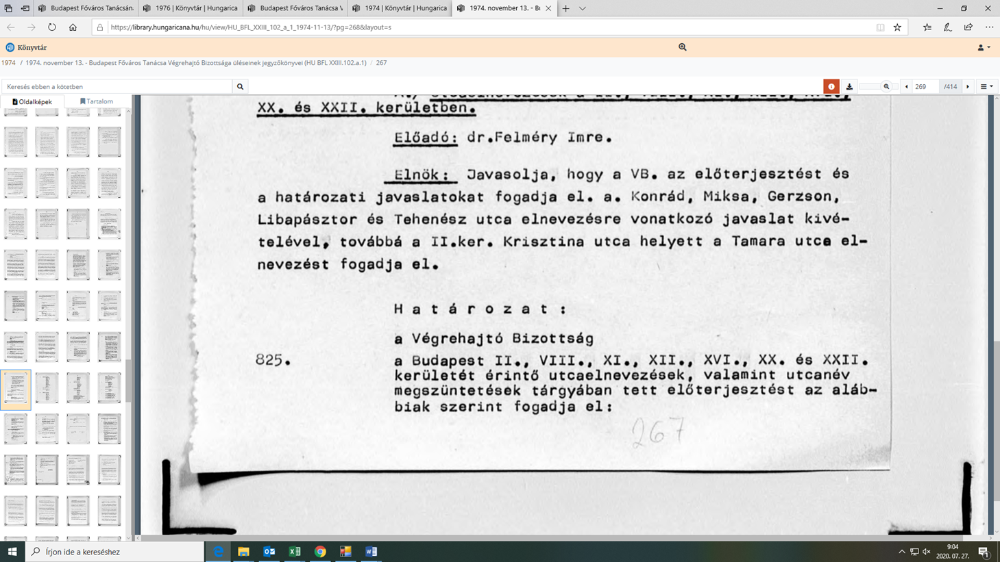 Budapest Főváros Tanácsán
1976 | Könyvtár | Hungarica
Budapest Főváros Tanácsa V
1974 | Könyvtár | Hungarica
1974. november 13. - Bu
https://library.hungaricana.hu/hu/view/HU_BFL_XXIII_102_a_1_1974-11-13/?pg=268&layout=s
Könyvtár
1974 / 1974. november 13. - Budapest Főváros Tanácsa Végrehajtó Bizottsága üléseinek jegyzőkönyvei (HU BFL XXIII.102.a.1) / 267
Keresés ebben a kötetben
269 /414
Oldalképek Tartalom
XX. és XXII. kerületben.
Előadó: dr.Felméry Imre.
Elnök: Javasolja, hogy a VB. az előterjesztést és
a határozati javaslatokat fogadja el. a. Konrád, Miksa, Gerzson,
Libapásztor és Tehenész utca elnevezésre vonatkozó javaslat kivé-
telével, továbbá a II.ker. Krisztina utca helyett a Tamara utca el-
nevezést fogadja el.
H a t á r o z a t :
a Végrehajtó Bizottság
825. a Budapest II., VIII., XI., XII., XVI., XX. és XXII.
kerületét érintő utcaelnevezések, valamint utcanév
megszüntetések tárgyában tett előterjesztést az aláb-
biak szerint fogadja el:
267
Írjon ide a kereséshez
9:04
2020. 07. 27.
1